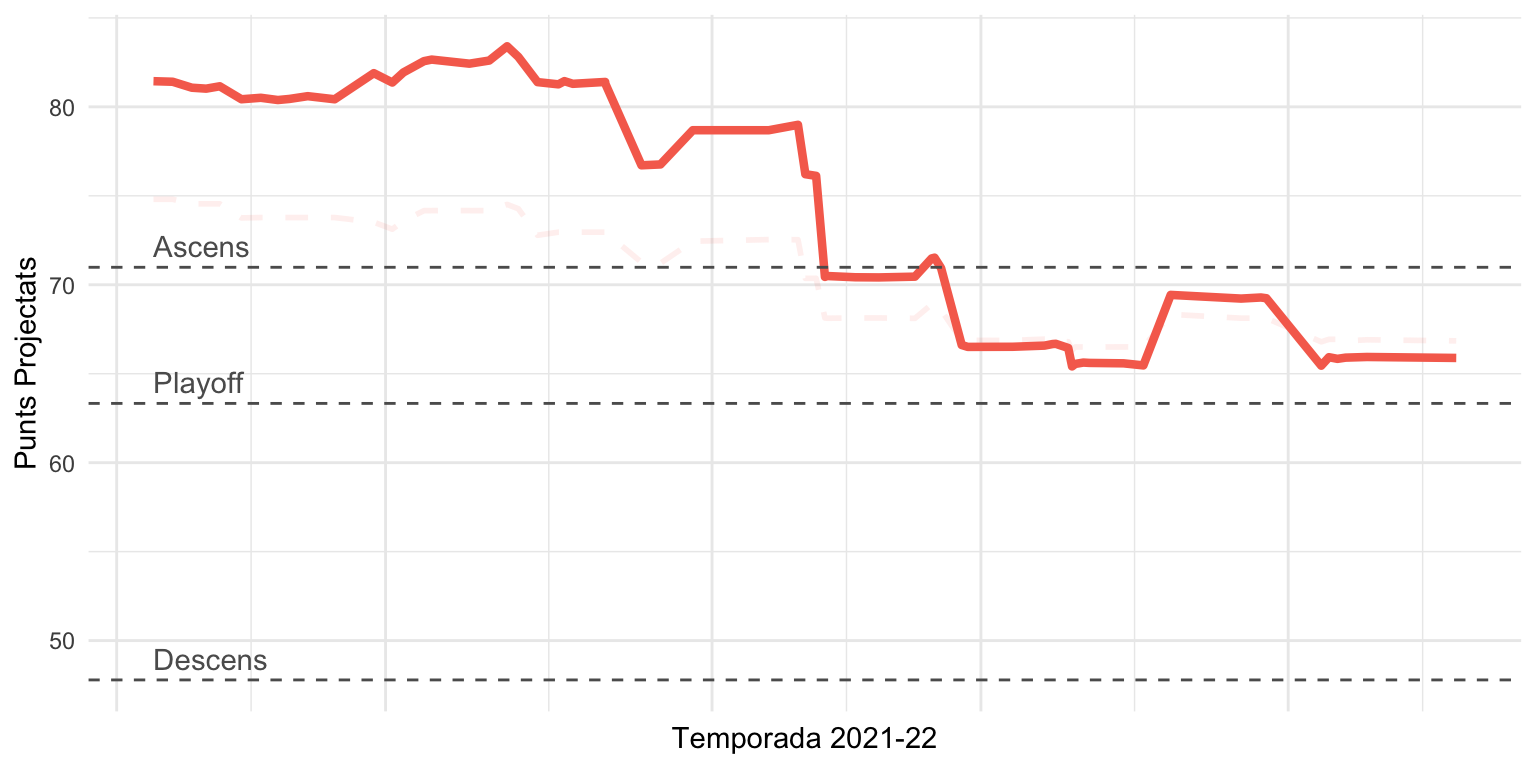 Punts Projectats
80
70
60
50
Ascens
Playoff
Descens
Temporada 2021-22